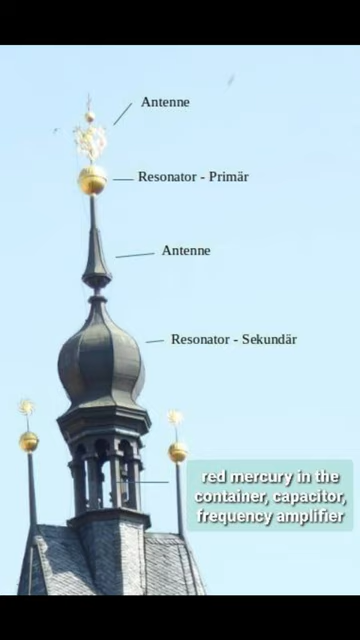 Antenne
Resonator - Primär
Antenne
Resonator - Sekundär
red mercury in the
container, capacitor,
frequency amplifier